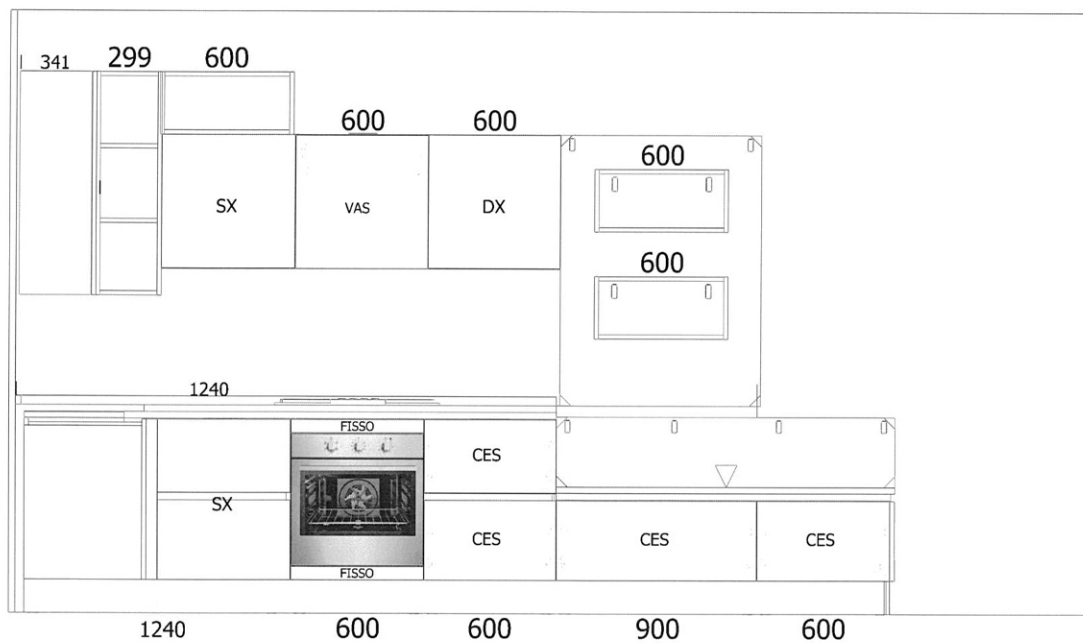 341 299 600
600 600
600
SX VAS DX
600
1240
FISSO
CES
SX
CES CES CES
FISSO
1240 600 600 900 600